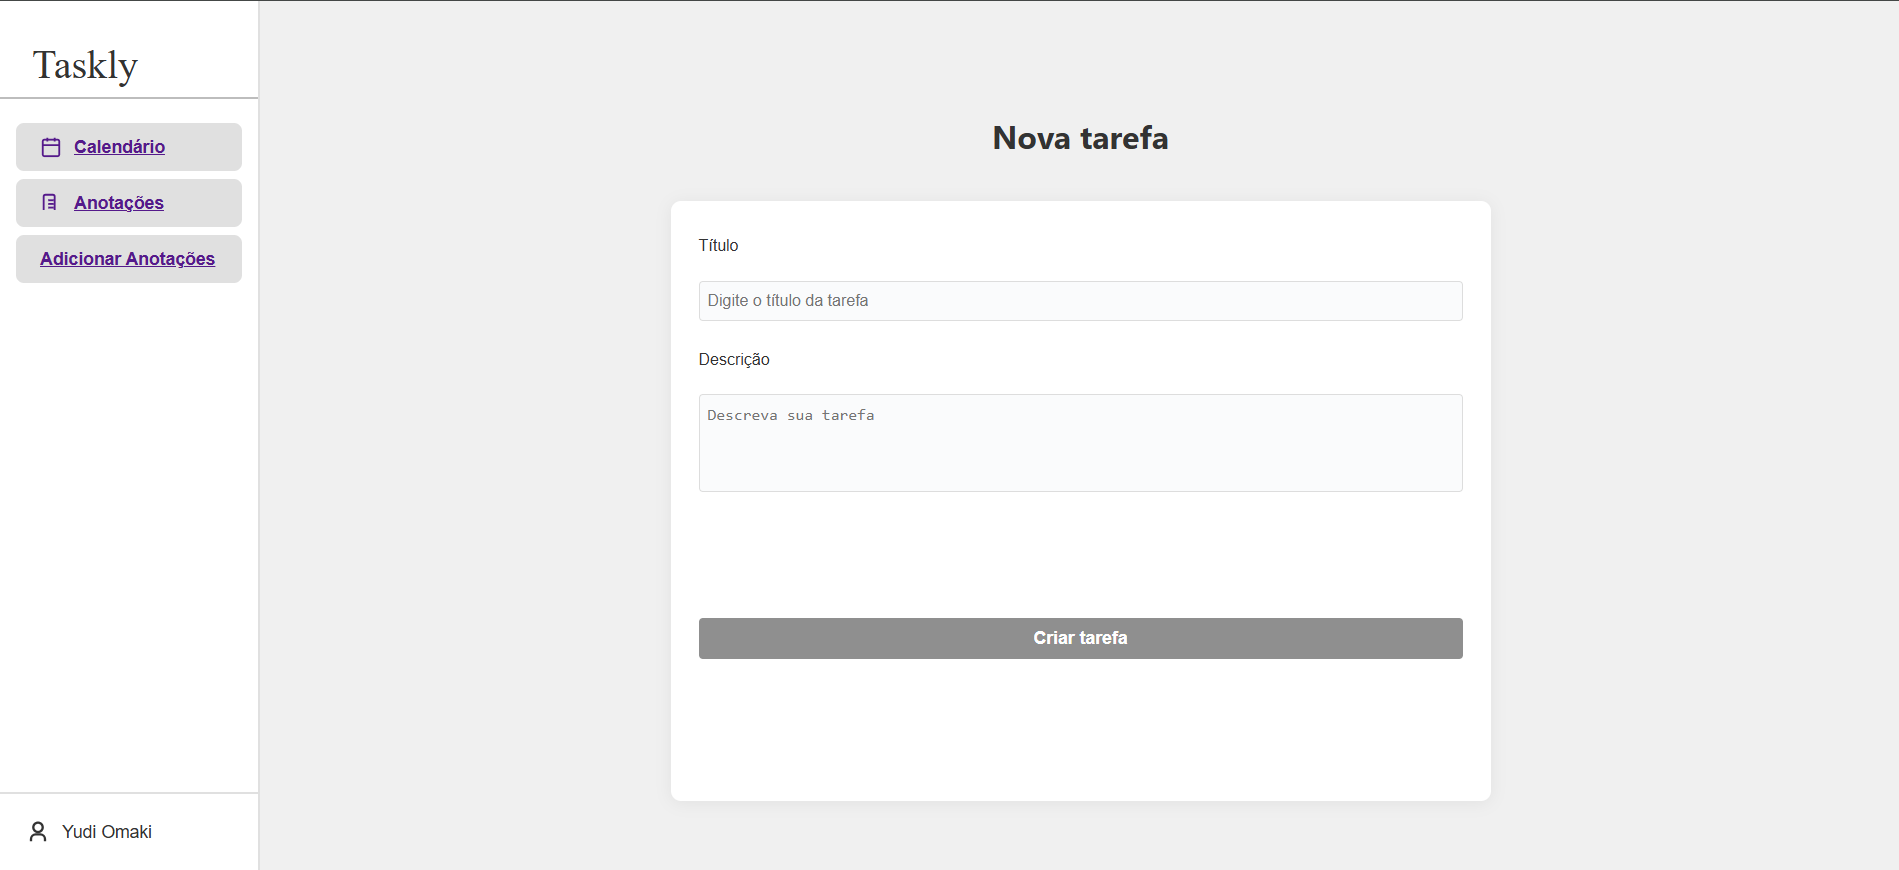 Taskly
Calendário
Anotações
Adicionar Anotações
Yudi Omaki
Nova tarefa
Título
Digite o título da tarefa
Descrição
Descreva sua tarefa
Criar tarefa